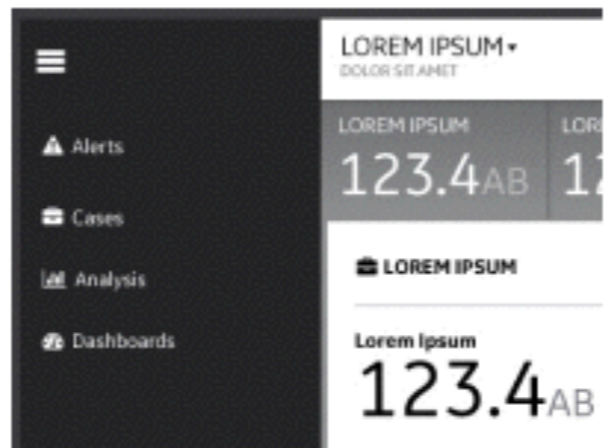 Alerts
Cases
Analysis
Dashboards
LOREM IPSUM
DOLOR SIT AMET
LOREM IPSUM
123.4AB
LOREM IPSUM
Lorem Ipsum
123.4AB